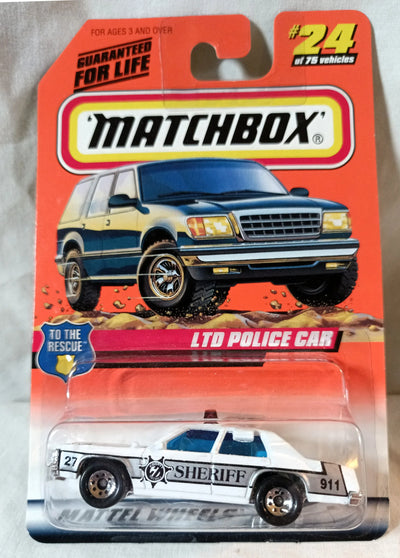 FOR AGES 3 AND OVER
GUARANTEED
FOR LIFE
#24
of 75 vehicles
MATCHBOX®
LTD POLICE CAR
TO THE
RESCUE™
27
SHERIFF
911
MATTEL WHEELS